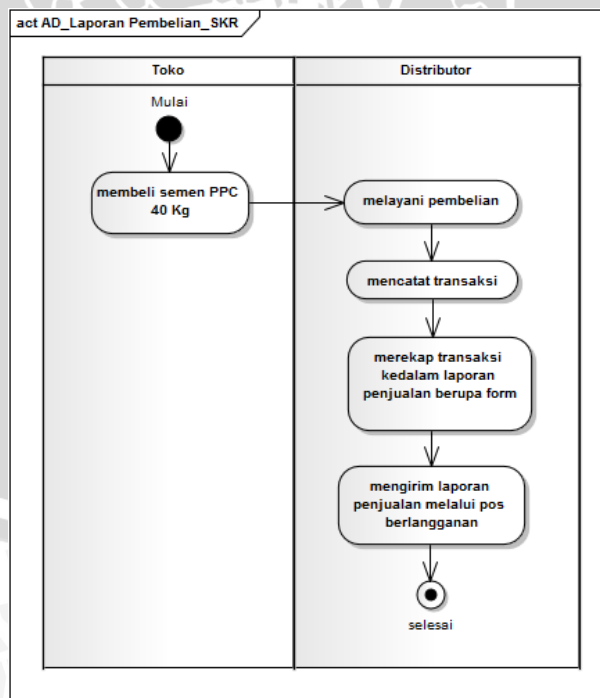 act AD_Laporan Pembelian_SKR
Toko
Distributor
Mulai
membeli semen PPC
40 Kg
melayani pembelian
mencatat transaksi
merekap transaksi
kedalam laporan
penjualan berupa form
mengirim laporan
penjualan melalui pos
berlangganan
selesai